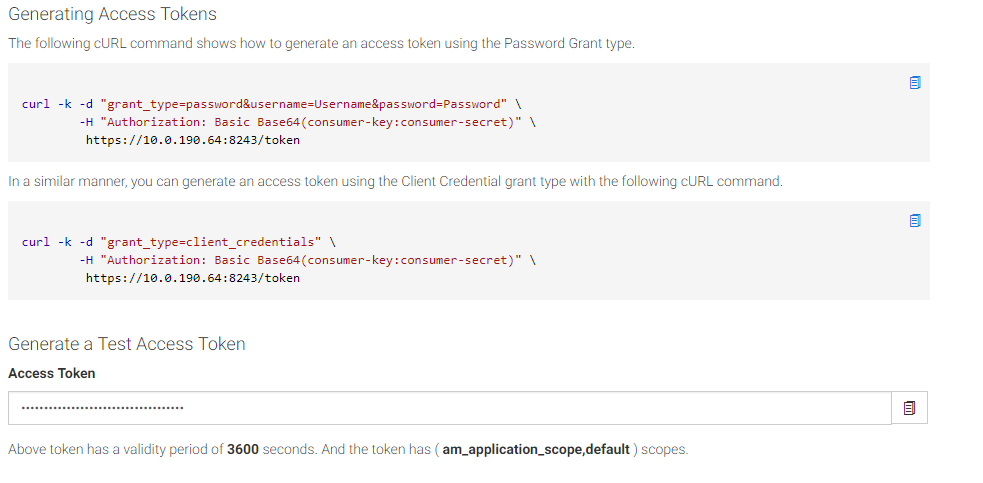 Generating Access Tokens
The following cURL command shows how to generate an access token using the Password Grant type.
curl -k -d "grant_type=password&username=Username&password=Password" \
-H "Authorization: Basic Base64(consumer-key:consumer-secret)" \
https://10.0.190.64:8243/token
In a similar manner, you can generate an access token using the Client Credential grant type with the following cURL command.
curl -k -d "grant_type=client_credentials" \
-H "Authorization: Basic Base64(consumer-key:consumer-secret)" \
https://10.0.190.64:8243/token
Generate a Test Access Token
Access Token
••••••••••••••••••••••••••••••••••••
Above token has a validity period of 3600 seconds. And the token has ( am_application_scope,default ) scopes.